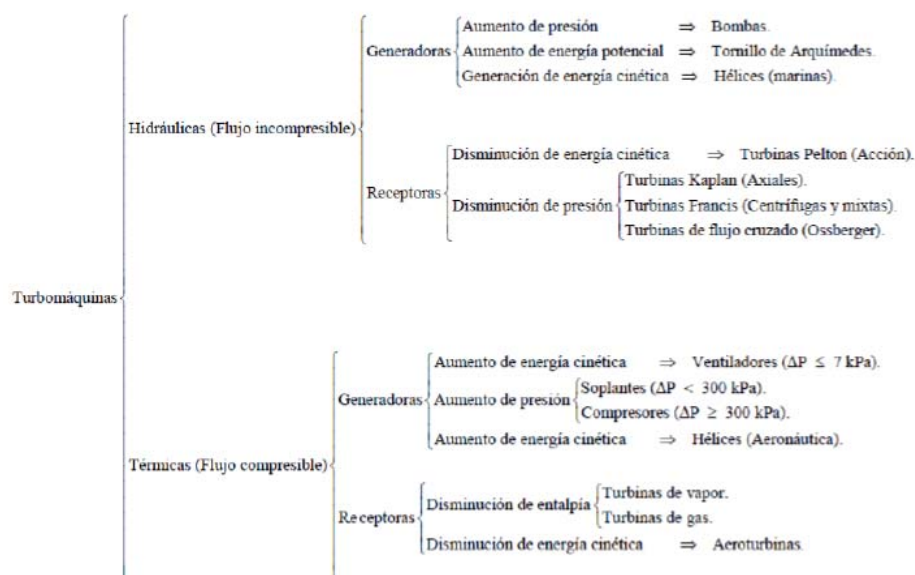 Turbomáquinas
Hidráulicas (Flujo incompresible)
Generadoras
Aumento de presión ⇒ Bombas.
Aumento de energía potencial ⇒ Tornillo de Arquímedes.
Generación de energía cinética ⇒ Hélices (marinas).
Receptoras
Disminución de energía cinética ⇒ Turbinas Pelton (Acción).
Disminución de presión
Turbinas Kaplan (Axiales).
Turbinas Francis (Centrífugas y mixtas).
Turbinas de flujo cruzado (Ossberger).
Térmicas (Flujo compresible)
Generadoras
Aumento de energía cinética ⇒ Ventiladores (ΔP ≤ 7 kPa).
Aumento de presión
Soplantes (ΔP < 300 kPa).
Compresores (ΔP ≥ 300 kPa).
Aumento de energía cinética ⇒ Hélices (Aeronáutica).
Receptoras
Disminución de entalpía
Turbinas de vapor.
Turbinas de gas.
Disminución de energía cinética ⇒ Aeroturbinas.